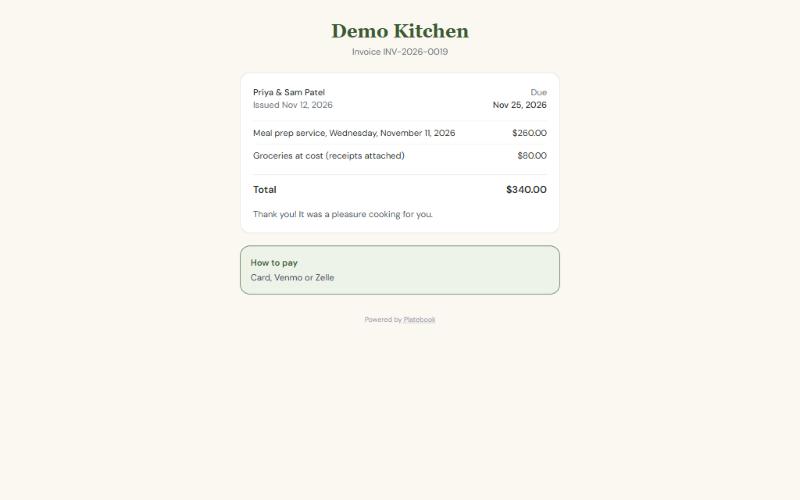 Demo Kitchen
Invoice INV-2026-0019
Priya & Sam Patel
Due
Issued Nov 12, 2026
Nov 25, 2026
Meal prep service, Wednesday, November 11, 2026 $260.00
Groceries at cost (receipts attached) $80.00
Total $340.00
Thank you! It was a pleasure cooking for you.
How to pay
Card, Venmo or Zelle
Powered by Platebook